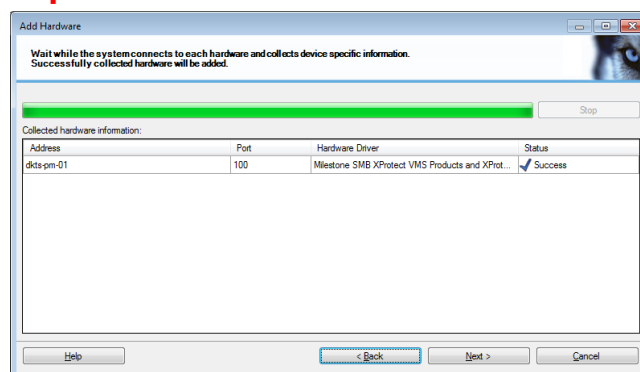 Add Hardware
Wait while the system connects to each hardware and collects device specific information.
Successfully collected hardware will be added.
Stop
Collected hardware information:
Address Port Hardware Driver Status
dkts-pm-01 100 Milestone SMB XProtect VMS Products and XProt... Success
Help < Back Next > Cancel